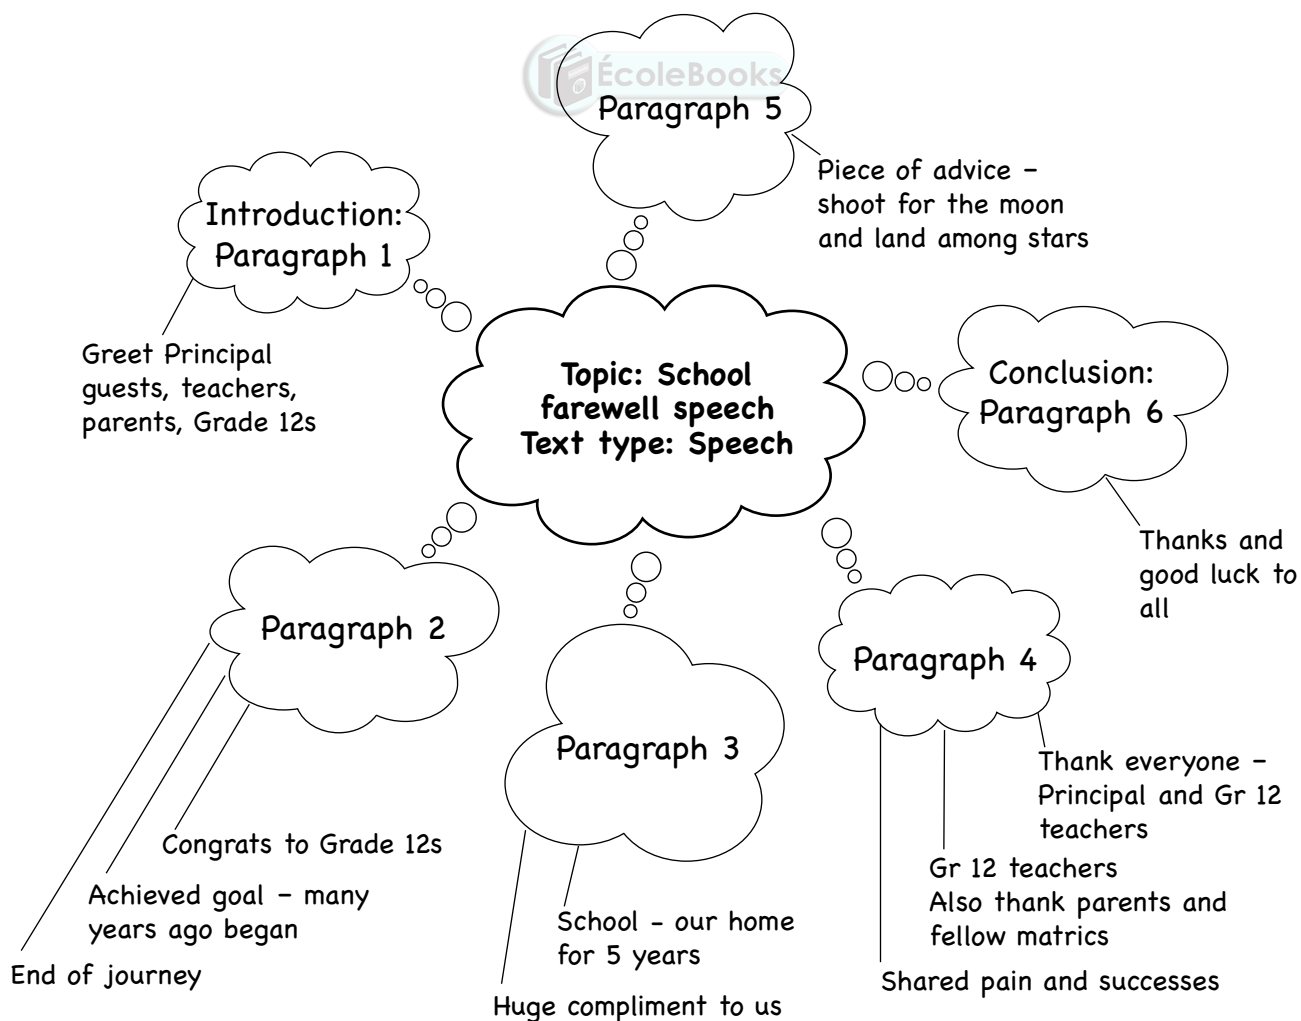 ÉcoleBooks
Paragraph 5
Piece of advice –
shoot for the moon
and land among stars
Introduction:
Paragraph 1
Greet Principal
guests, teachers,
parents, Grade 12s
Topic: School
farewell speech
Text type: Speech
Conclusion:
Paragraph 6
Thanks and
good luck to
all
Paragraph 2
Congrats to Grade 12s
Achieved goal – many
years ago began
End of journey
Paragraph 3
School – our home
for 5 years
Huge compliment to us
Paragraph 4
Thank everyone –
Principal and Gr 12
teachers
Gr 12 teachers
Also thank parents and
fellow matrics
Shared pain and successes